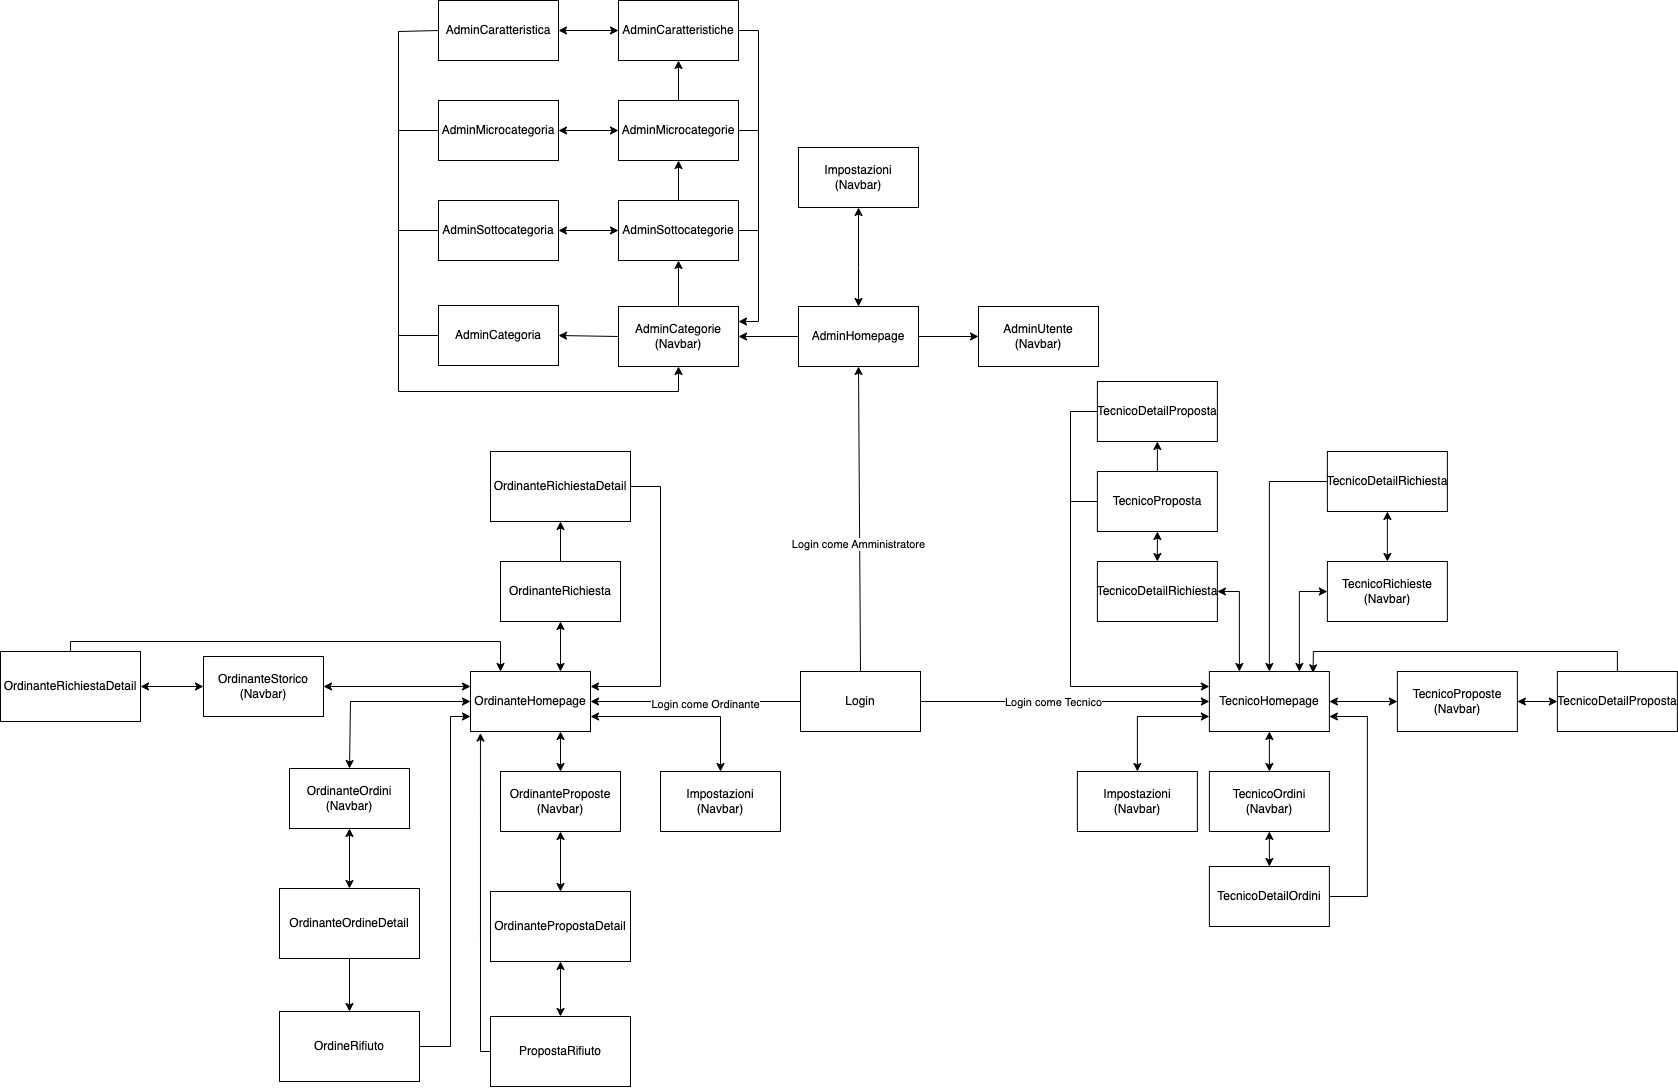 AdminCaratteristica
AdminCaratteristiche
AdminMicrocategoria
AdminMicrocategorie
Impostazioni
(Navbar)
AdminSottocategoria
AdminSottocategorie
AdminCategoria
AdminCategorie
(Navbar)
AdminHomepage
AdminUtente
(Navbar)
TecnicoDetailProposta
OrdinanteRichiestaDetail
TecnicoProposta
TecnicoDetailRichiesta
Login come Amministratore
OrdinanteRichiesta
TecnicoDetailRichiesta
TecnicoRichieste
(Navbar)
OrdinanteRichiestaDetail
OrdinanteStorico
(Navbar)
OrdinanteHomepage
Login come Ordinante
Login
Login come Tecnico
TecnicoHomepage
TecnicoProposte
(Navbar)
TecnicoDetailProposta
OrdinanteOrdini
(Navbar)
OrdinanteProposte
(Navbar)
Impostazioni
(Navbar)
Impostazioni
(Navbar)
TecnicoOrdini
(Navbar)
OrdinanteOrdineDetail
OrdinantePropostaDetail
TecnicoDetailOrdini
OrdineRifiuto
PropostaRifiuto